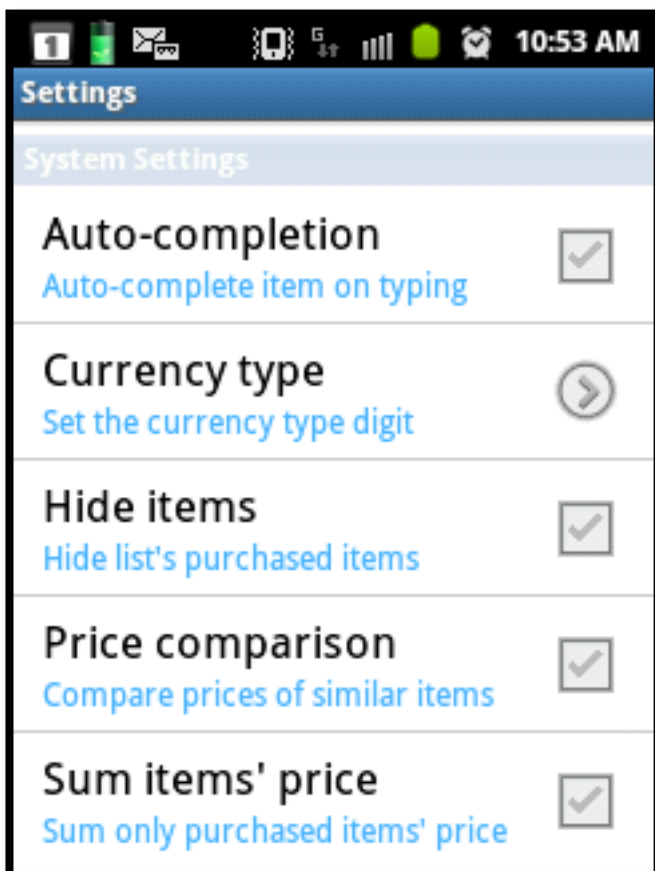 1 G 10:53 AM
Settings
System Settings
Auto-completion
Auto-complete item on typing
Currency type
Set the currency type digit
Hide items
Hide list's purchased items
Price comparison
Compare prices of similar items
Sum items' price
Sum only purchased items' price